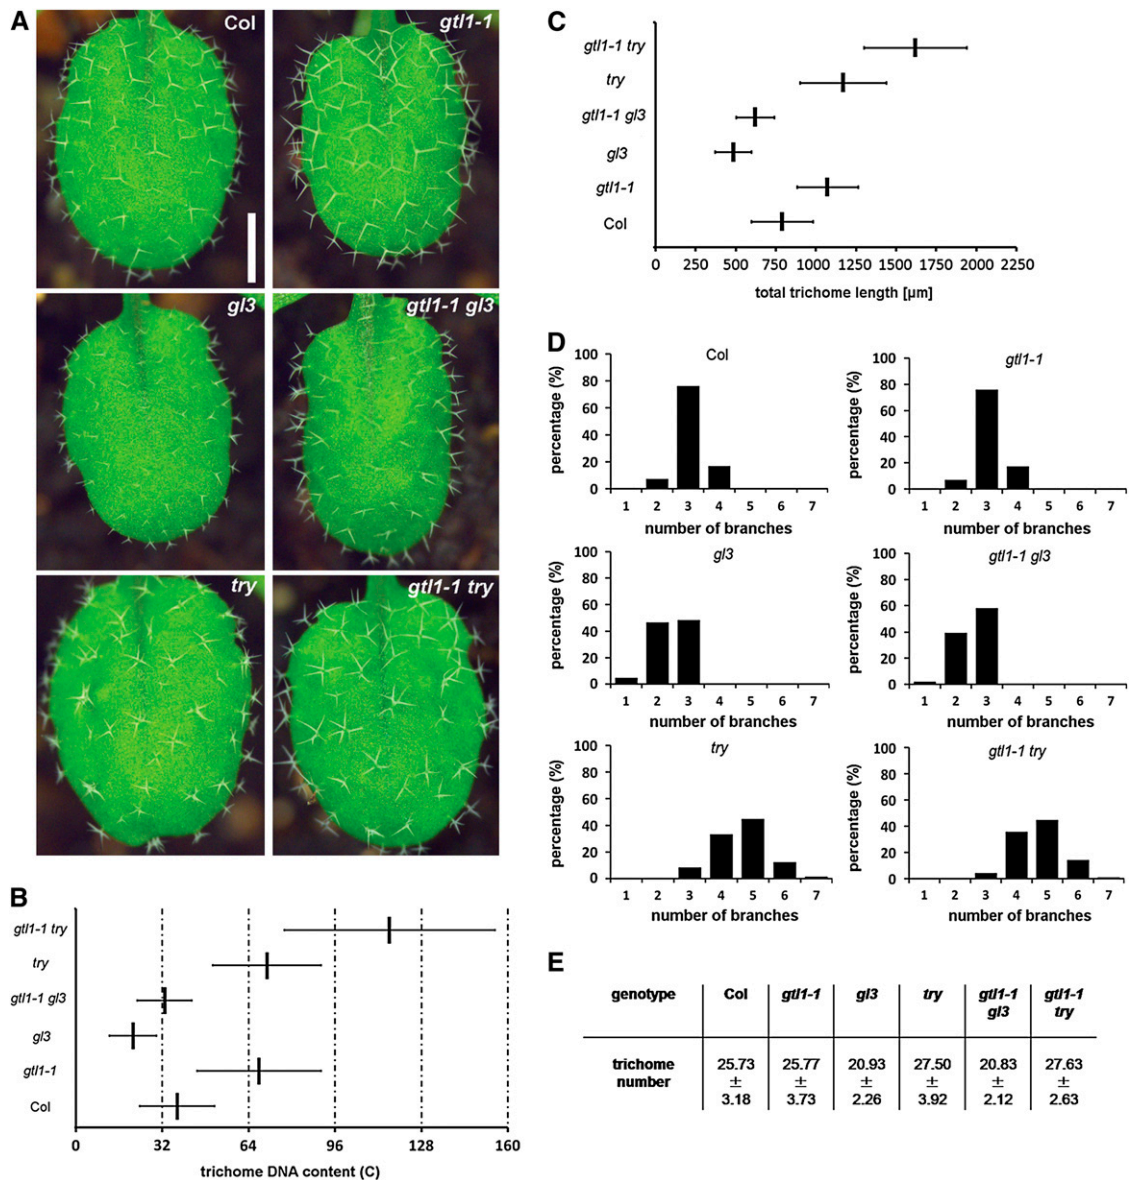 A
Col
gtl1-1
gl3
gtl1-1 gl3
try
gtl1-1 try
B
gtl1-1 try
try
gtl1-1 gl3
gl3
gtl1-1
Col
0 32 64 96 128 160
trichome DNA content (C)
C
gtl1-1 try
try
gtl1-1 gl3
gl3
gtl1-1
Col
0 250 500 750 1000 1250 1500 1750 2000 2250
total trichome length [µm]
D
Col
percentage (%)
100
80
60
40
20
0
1 2 3 4 5 6 7
number of branches
gtl1-1
percentage (%)
100
80
60
40
20
0
1 2 3 4 5 6 7
number of branches
gl3
percentage (%)
100
80
60
40
20
0
1 2 3 4 5 6 7
number of branches
gtl1-1 gl3
percentage (%)
100
80
60
40
20
0
1 2 3 4 5 6 7
number of branches
try
percentage (%)
100
80
60
40
20
0
1 2 3 4 5 6 7
number of branches
gtl1-1 try
percentage (%)
100
80
60
40
20
0
1 2 3 4 5 6 7
number of branches
E
genotype Col gtl1-1 gl3 try gtl1-1 gl3 gtl1-1 try
trichome number 25.73 ± 3.18 25.77 ± 3.73 20.93 ± 2.26 27.50 ± 3.92 20.83 ± 2.12 27.63 ± 2.63